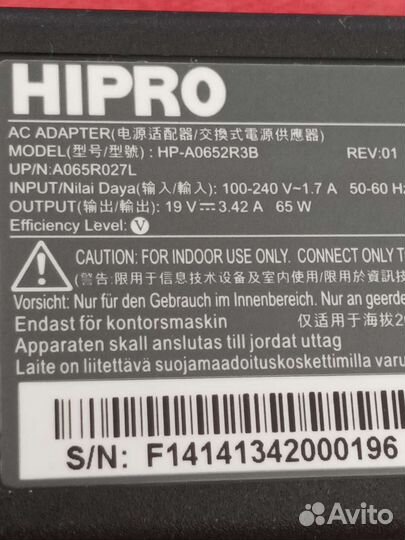 HIPRO
AC ADAPTER(电源适配器/交換式電源供應器)
MODEL(型号/型號) : HP-A0652R3B REV:01
UP/N:A065R027L
INPUT/Nilai Daya(输入/輸入): 100-240 V~1.7 A 50-60 Hz
OUTPUT(输出/輸出): 19 V⎓3.42 A 65 W
Efficiency Level: V
CAUTION: FOR INDOOR USE ONLY. CONNECT ONLY T
(警告:限用于信息技术设备及室内使用/限用於資訊技
Vorsicht: Nur für den Gebrauch im Innenbereich. Nur an geerde
Endast för kontorsmaskin 仅适用于海拔2
Apparaten skall anslutas till jordat uttag
Laite on liitettävä suojamaadoituskoskettimilla varu
S/N: F14141342000196
Avito